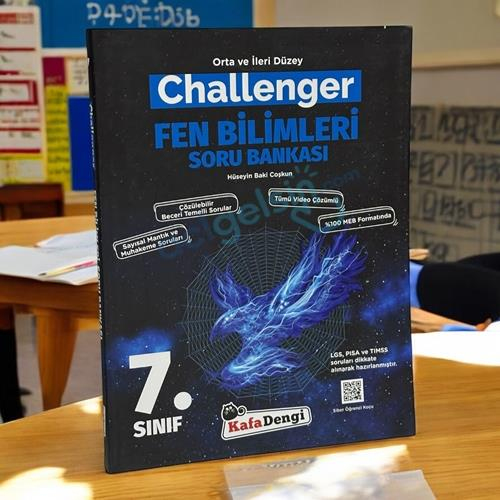 Orta ve İleri Düzey
Challenger
FEN BİLİMLERİ
SORU BANKASI
Hüseyin Baki Coşkun
Çözülebilir
Beceri Temelli Sorular
Tümü Video Çözümlü
Sayısal Mantık ve
Muhakeme Soruları
%100 MEB Formatında
LGS, PISA ve TIMSS
soruları dikkate
alınarak hazırlanmıştır.
Siber Öğrenci Koçu
7.
SINIF
KafaDengi